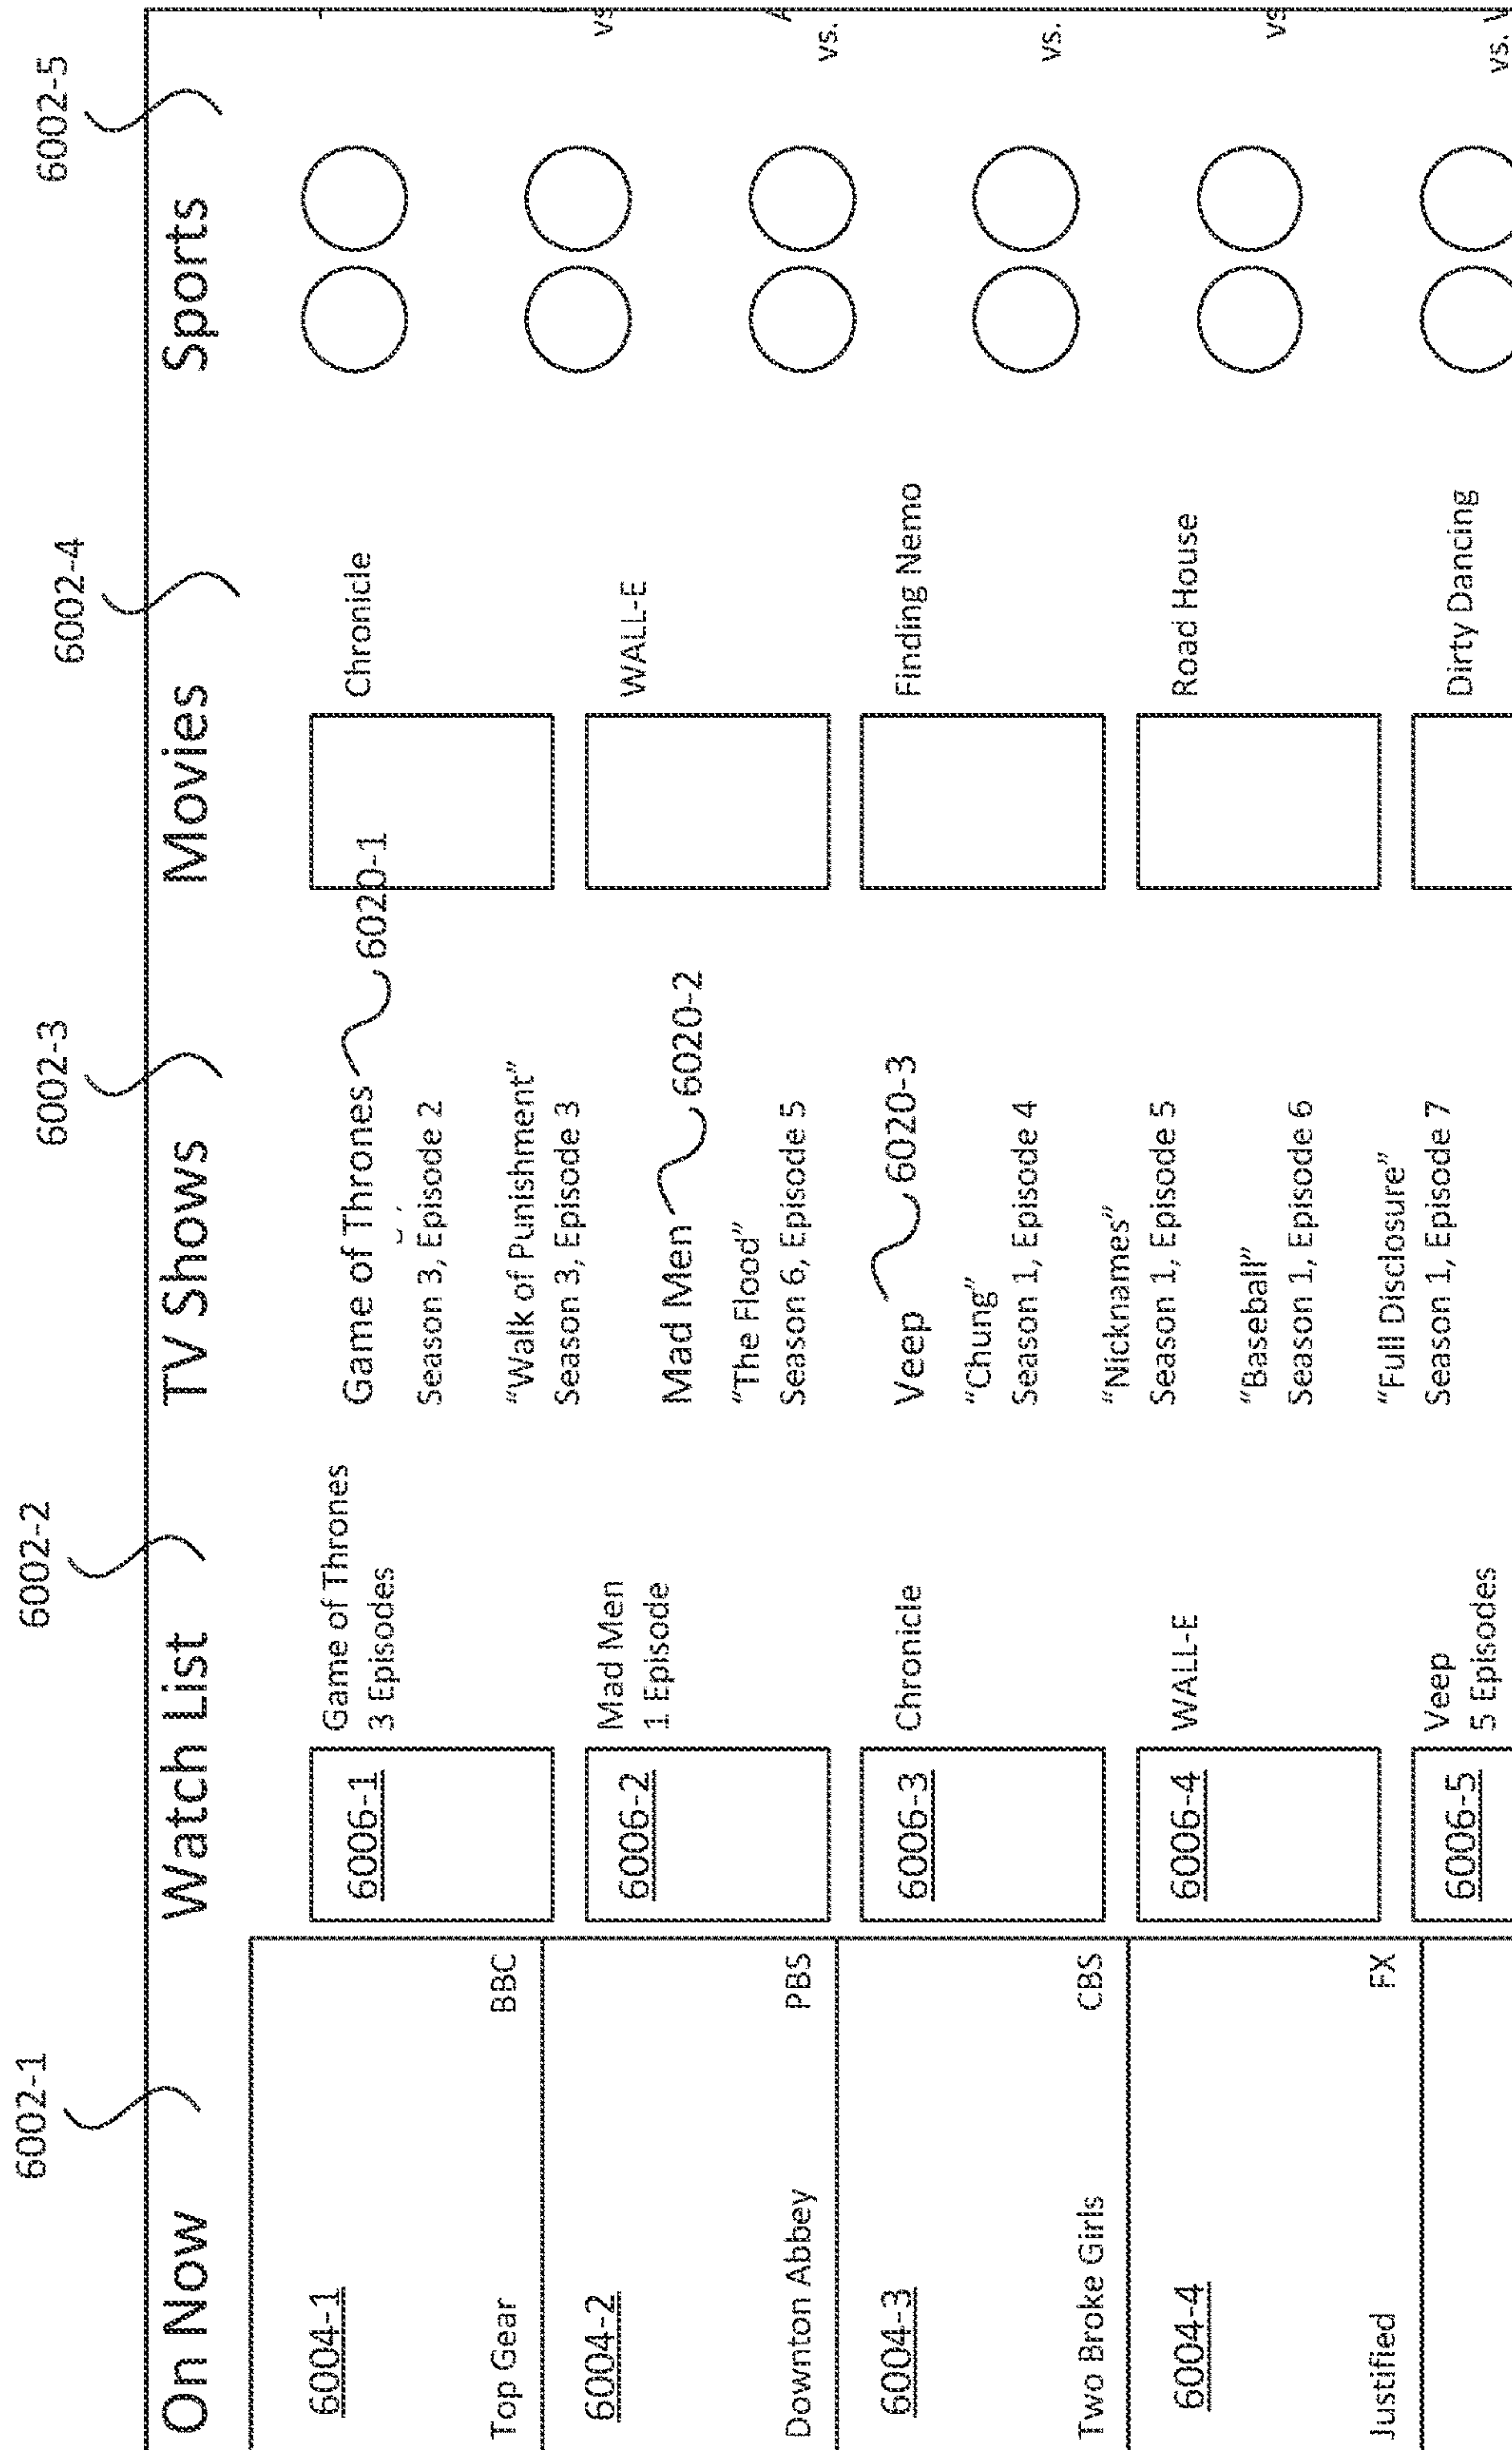 6002-1
6002-2
6002-3
6002-4
6002-5
On Now
Watch List
TV Shows
Movies
Sports
6004-1
Top Gear
BBC
6004-2
Downton Abbey
PBS
6004-3
Two Broke Girls
CBS
6004-4
Justified
FX
6006-1
Game of Thrones
3 Episodes
6006-2
Mad Men
1 Episode
6006-3
Chronicle
6006-4
WALL-E
6006-5
Veep
5 Episodes
Game of Thrones
6020-1
Season 3, Episode 2
“Walk of Punishment”
Season 3, Episode 3
Mad Men
6020-2
“The Flood”
Season 6, Episode 5
Veep
6020-3
“Chung”
Season 1, Episode 4
“Nicknames”
Season 1, Episode 5
“Baseball”
Season 1, Episode 6
“Full Disclosure”
Season 1, Episode 7
Chronicle
WALL-E
Finding Nemo
Road House
Dirty Dancing
vs
vs.
vs.
vs
vs.